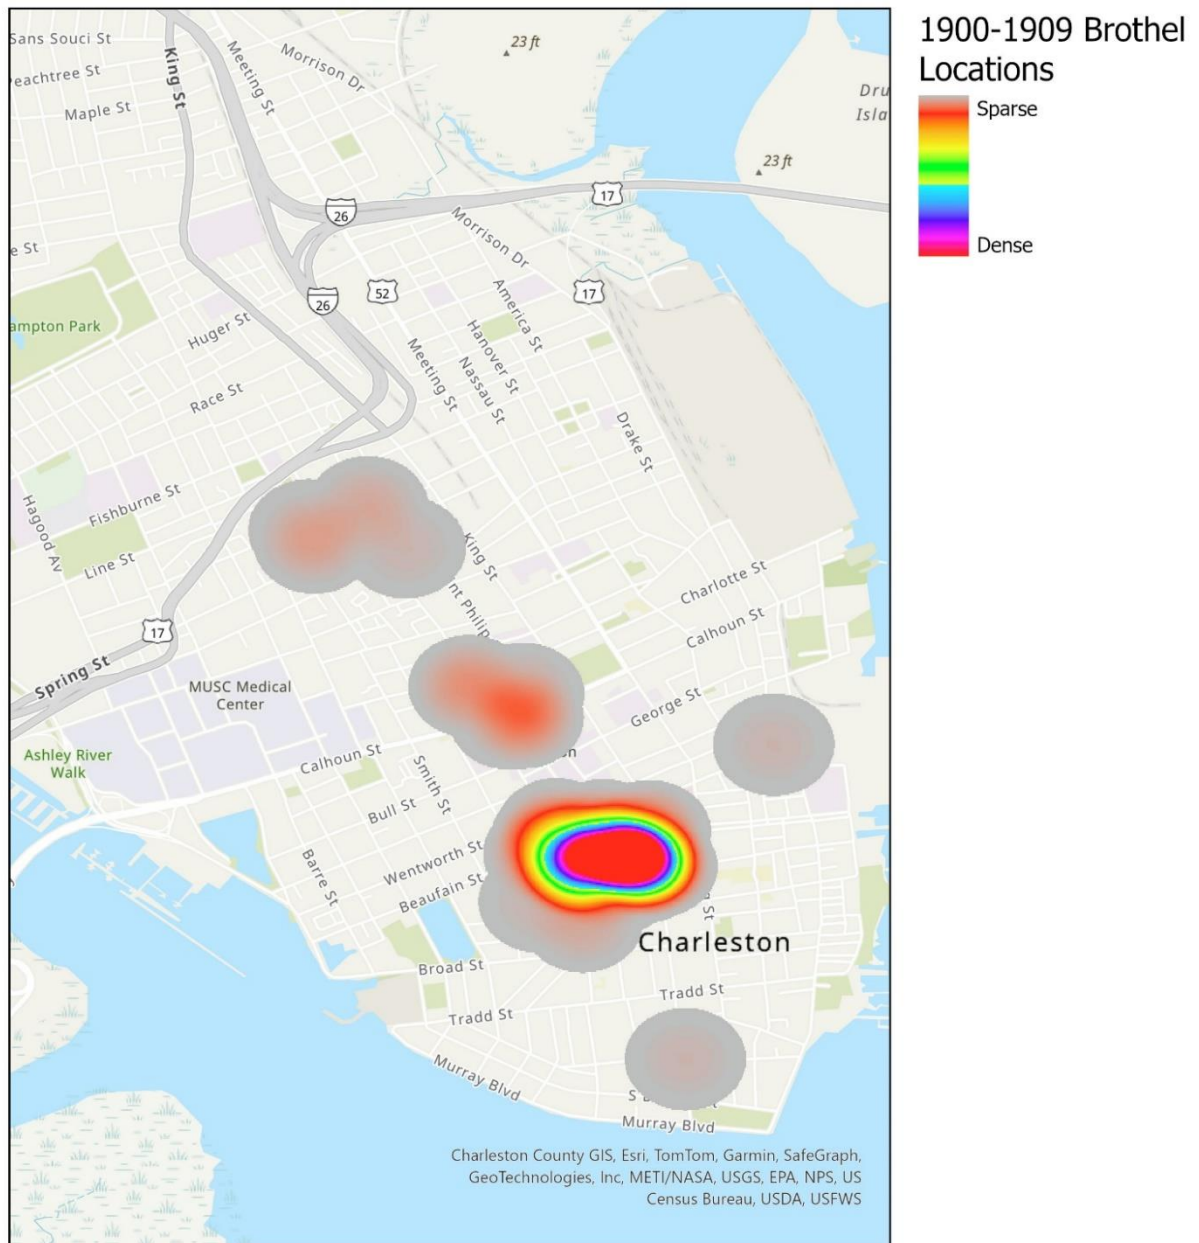 1900-1909 Brothel
Locations
Sparse
Dense
Sans Souci St
Peachtree St
Maple St
King St
Meeting St
Morrison Dr
23 ft
23 ft
17
26
Morrison Dr
52
17
26
America St
Hanover St
Nassau St
Meeting St
Huger St
Race St
Drake St
Fishburne St
Hagood Av
Line St
King St
Charlotte St
Calhoun St
17
Spring St
MUSC Medical
Center
George St
Ashley River
Walk
Calhoun St
Smith St
Bull St
Barre St
Wentworth St
Beaufain St
Charleston
Broad St
Tradd St
Tradd St
Murray Blvd
Murray Blvd
Charleston County GIS, Esri, TomTom, Garmin, SafeGraph,
GeoTechnologies, Inc, METI/NASA, USGS, EPA, NPS, US
Census Bureau, USDA, USFWS